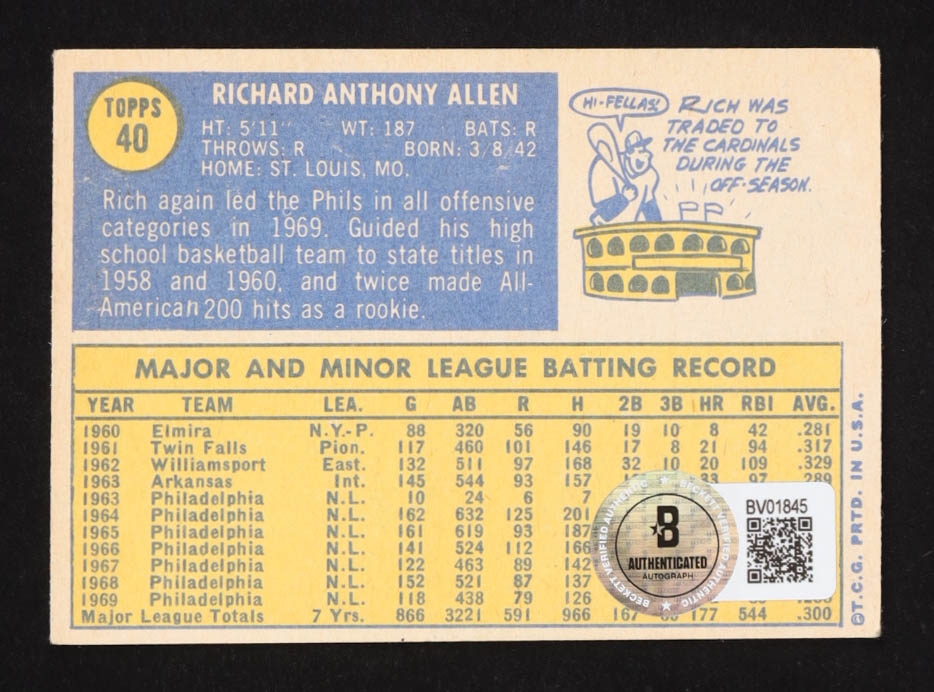 TOPPS
40
RICHARD ANTHONY ALLEN
HT: 5'11" WT: 187 BATS: R
THROWS: R BORN: 3/8/42
HOME: ST. LOUIS, MO.
Rich again led the Phils in all offensive
categories in 1969. Guided his high
school basketball team to state titles in
1958 and 1960, and twice made All-
American 200 hits as a rookie.
HI-FELLAS!
RICH WAS
TRADED TO
THE CARDINALS
DURING THE
OFF-SEASON.
MAJOR AND MINOR LEAGUE BATTING RECORD
YEAR TEAM LEA. G AB R H 2B 3B HR RBI AVG.
1960 Elmira N.Y.-P. 88 320 56 90 19 10 8 42 .281
1961 Twin Falls Pion. 117 460 101 146 17 8 21 94 .317
1962 Williamsport East. 132 511 97 168 32 10 20 109 .329
1963 Arkansas Int. 145 544 93 157 33 97 .289
1963 Philadelphia N.L. 10 24 6 7
1964 Philadelphia N.L. 162 632 125 201
1965 Philadelphia N.L. 161 619 93 187
1966 Philadelphia N.L. 141 524 112 166
1967 Philadelphia N.L. 122 463 89 142
1968 Philadelphia N.L. 152 521 87 137
1969 Philadelphia N.L. 118 438 79 126
Major League Totals 7 Yrs. 866 3221 591 966 167 177 544 .300
©T.C.G. PRTD. IN U.S.A.
BECKETT VERIFIED AUTHENTIC
B
AUTHENTICATED
AUTOGRAPH
BECKETT VERIFIED AUTHENTIC
BV01845